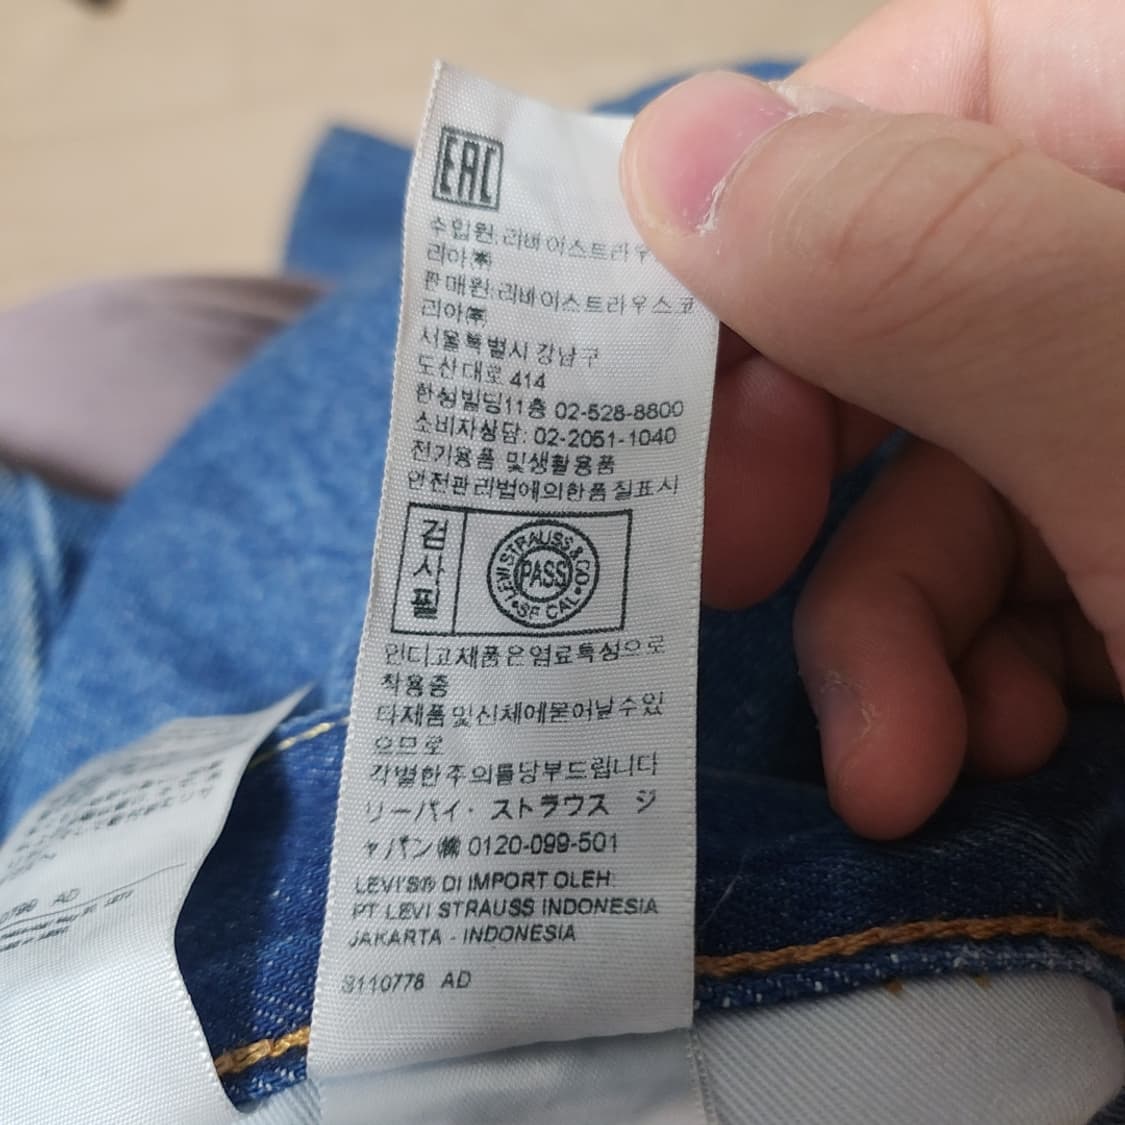 EAC
수입원:리바이스트라우
리아㈜
판매원:리바이스트라우스코
리아㈜
서울특별시 강남구
도산대로 414
한성빌딩11층 02-528-8800
소비자상담: 02-2051-1040
전기용품 및생활용품
안전관리법에의한품질표시
검사필
LEVI STRAUSS & CO
PASS
SF CAL
인디고제품은염료특성으로
착용중
타제품및신체에묻어날수있
으므로
각별한주의를당부드립니다
リーバイ・ストラウス ジ
ャパン㈱ 0120-099-501
LEVI'S® DI IMPORT OLEH:
PT LEVI STRAUSS INDONESIA
JAKARTA - INDONESIA
S110778 AD
AD